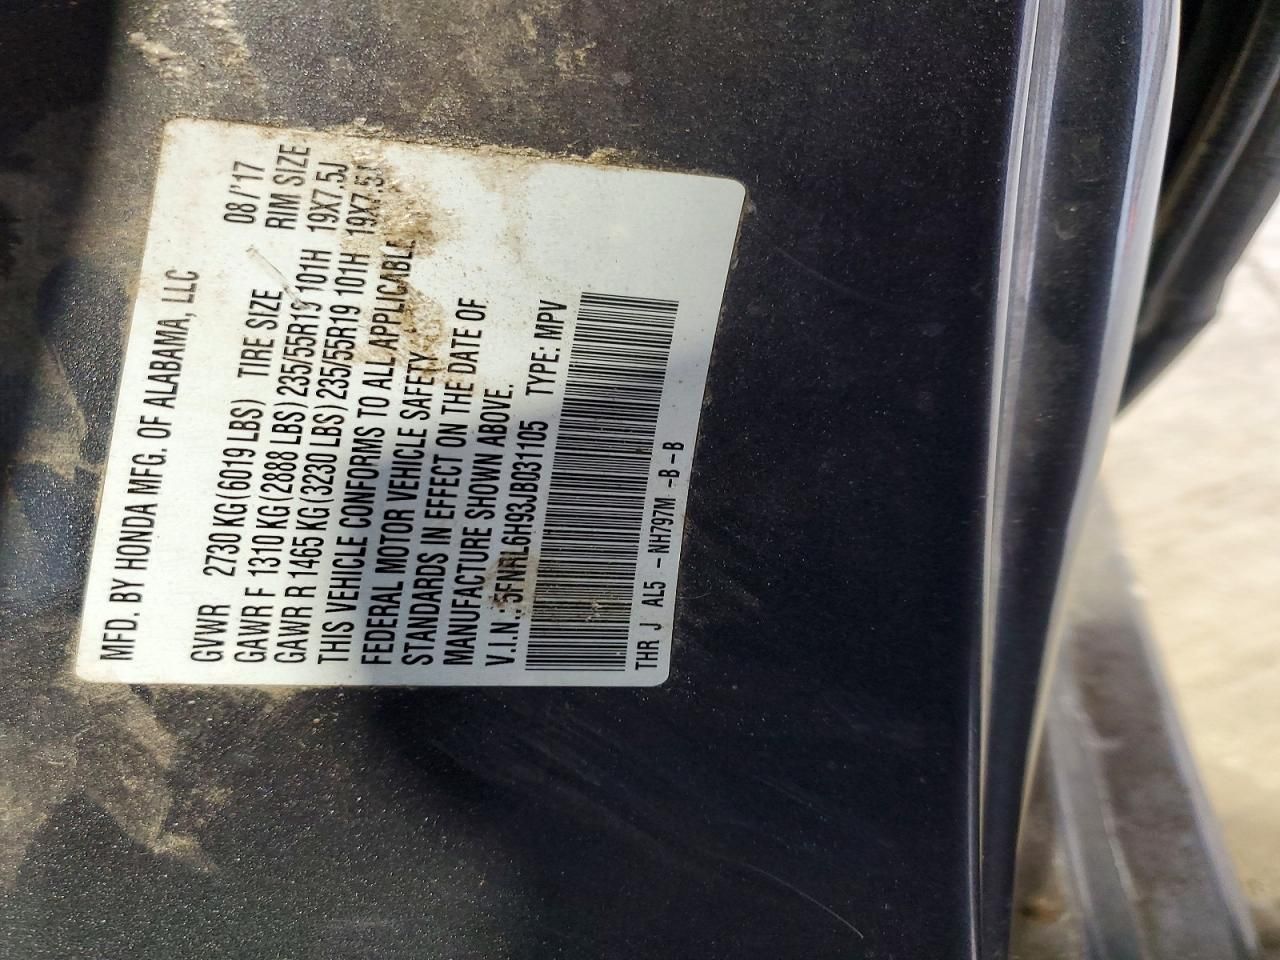 MFD. BY HONDA MFG. OF ALABAMA, LLC 08/'17
GVWR 2730 KG(6019 LBS) TIRE SIZE RIM SIZE
GAWR F 1310 KG(2888 LBS) 235/55R19 101H 19X7.5J
GAWR R 1465 KG(3230 LBS) 235/55R19 101H 19X7.5J
THIS VEHICLE CONFORMS TO ALL APPLICABLE
FEDERAL MOTOR VEHICLE SAFETY
STANDARDS IN EFFECT ON THE DATE OF
MANUFACTURE SHOWN ABOVE.
V.I.N.: 5FNRL6H93JB031105 TYPE: MPV
THR J AL5 -NH797M -B -B